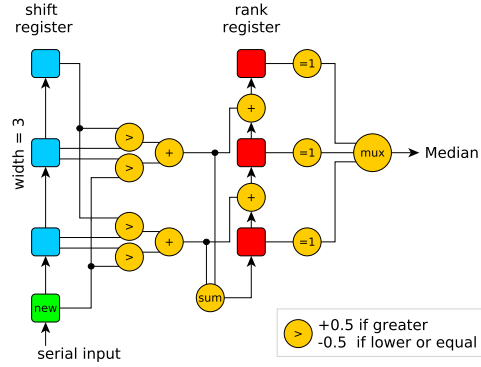 shift
register
rank
register
width = 3
=1
>
+
>
+
=1
mux
Median
+
>
+
=1
>
sum
new
serial input
>
+0.5 if greater
-0.5 if lower or equal
+